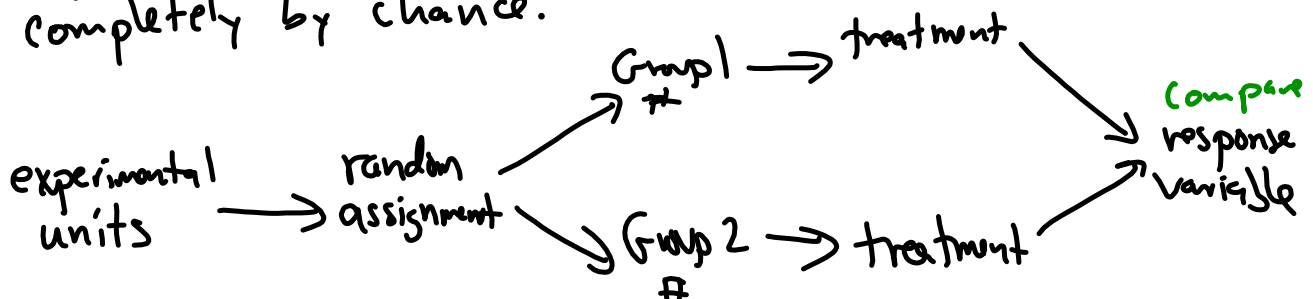 completely by chance.
Group 1 → treatment
#
compare
response
variable
experimental
units
→
random
assignment
Group 2 → treatment
#